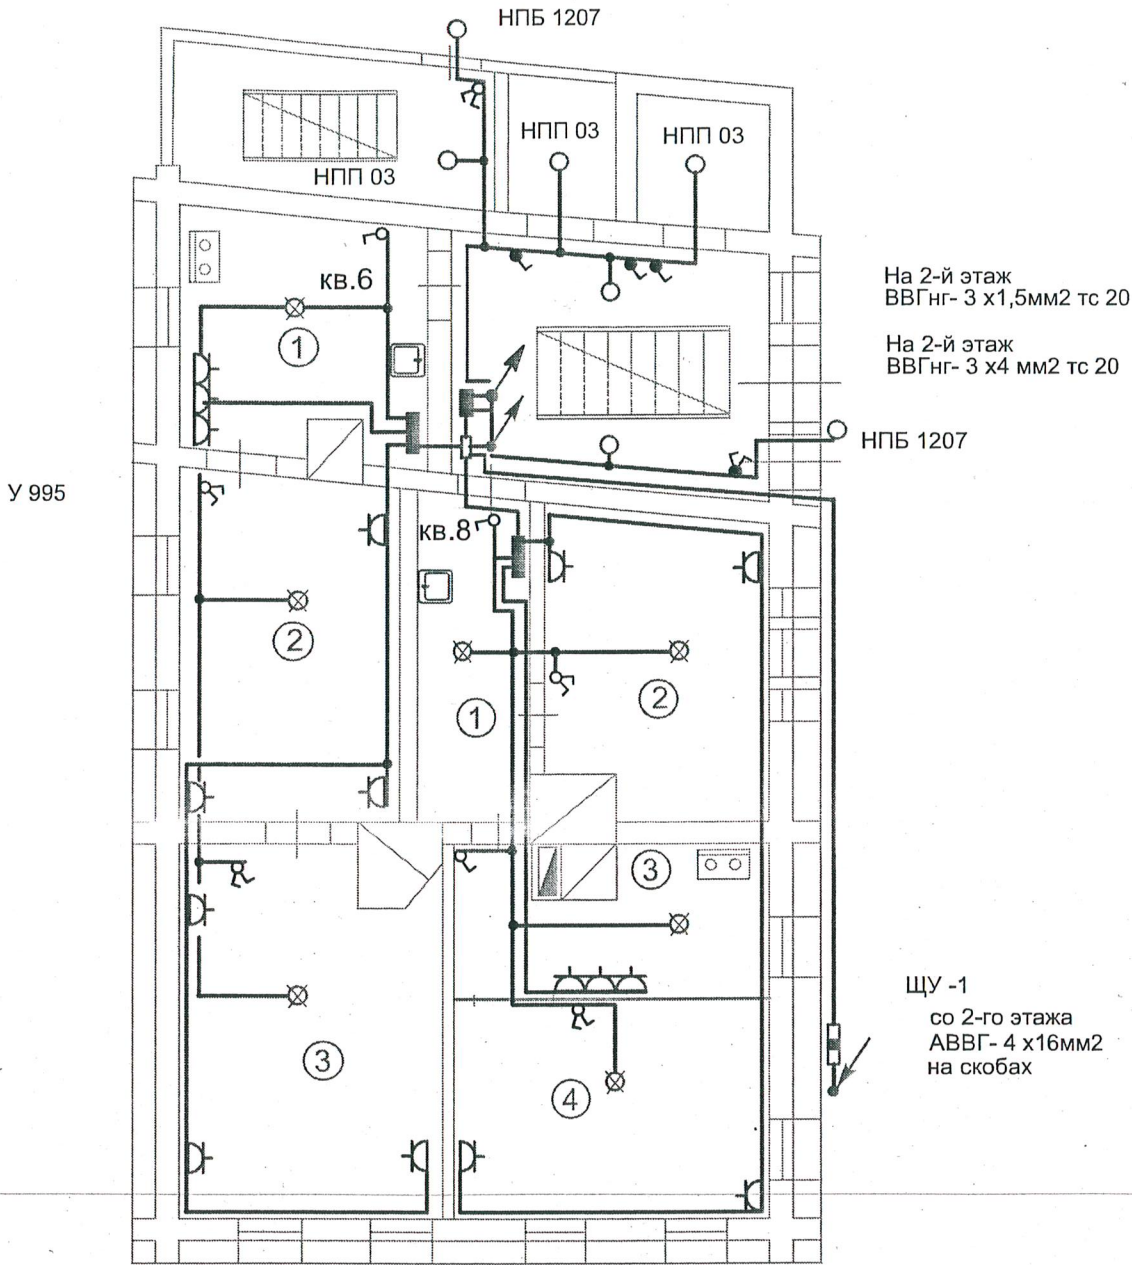 НПБ 1207
НПП 03
НПП 03
НПП 03
кв.6
1
На 2-й этаж
ВВГнг- 3 х1,5мм2 тс 20
На 2-й этаж
ВВГнг- 3 х4 мм2 тс 20
НПБ 1207
У 995
кв.8
2
1
2
3
3
4
ЩУ -1
со 2-го этажа
АВВГ- 4 х16мм2
на скобах